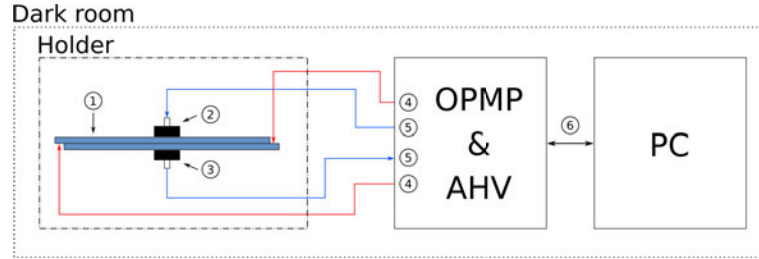 Dark room
Holder
①
②
③
④
⑤
⑤
④
OPMP
&
AHV
⑥
PC